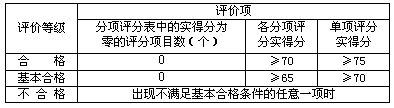 评价等级 评价项
分项评分表中的实得分为零的评分项目数（个） 各分项评分实得分 单项评分实得分
合 格 0 ≥70 ≥75
基本合格 0 ≥65 ≥70
不 合 格 出现不满足基本合格条件的任意一项时